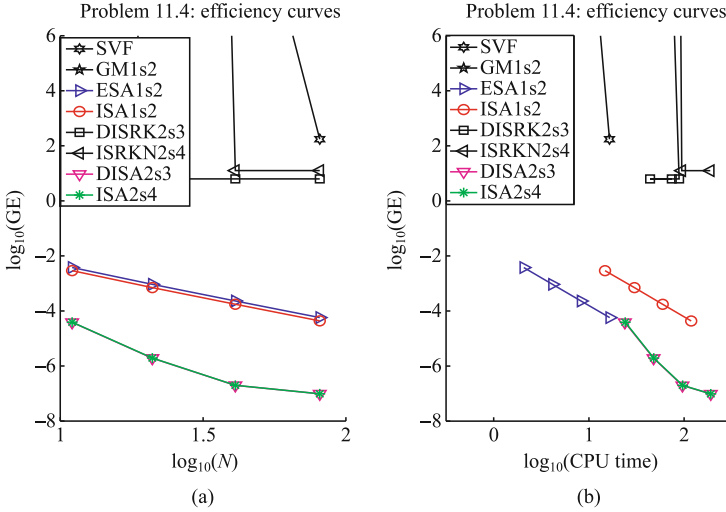 Problem 11.4: efficiency curves
6
4
2
0
−2
−4
−6
−8
log10(GE)
SVF
GM1s2
ESA1s2
ISA1s2
DISRK2s3
ISRKN2s4
DISA2s3
ISA2s4
1
1.5
2
log10(N)
(a)
Problem 11.4: efficiency curves
6
4
2
0
−2
−4
−6
−8
log10(GE)
SVF
GM1s2
ESA1s2
ISA1s2
DISRK2s3
ISRKN2s4
DISA2s3
ISA2s4
0
1
2
log10(CPU time)
(b)